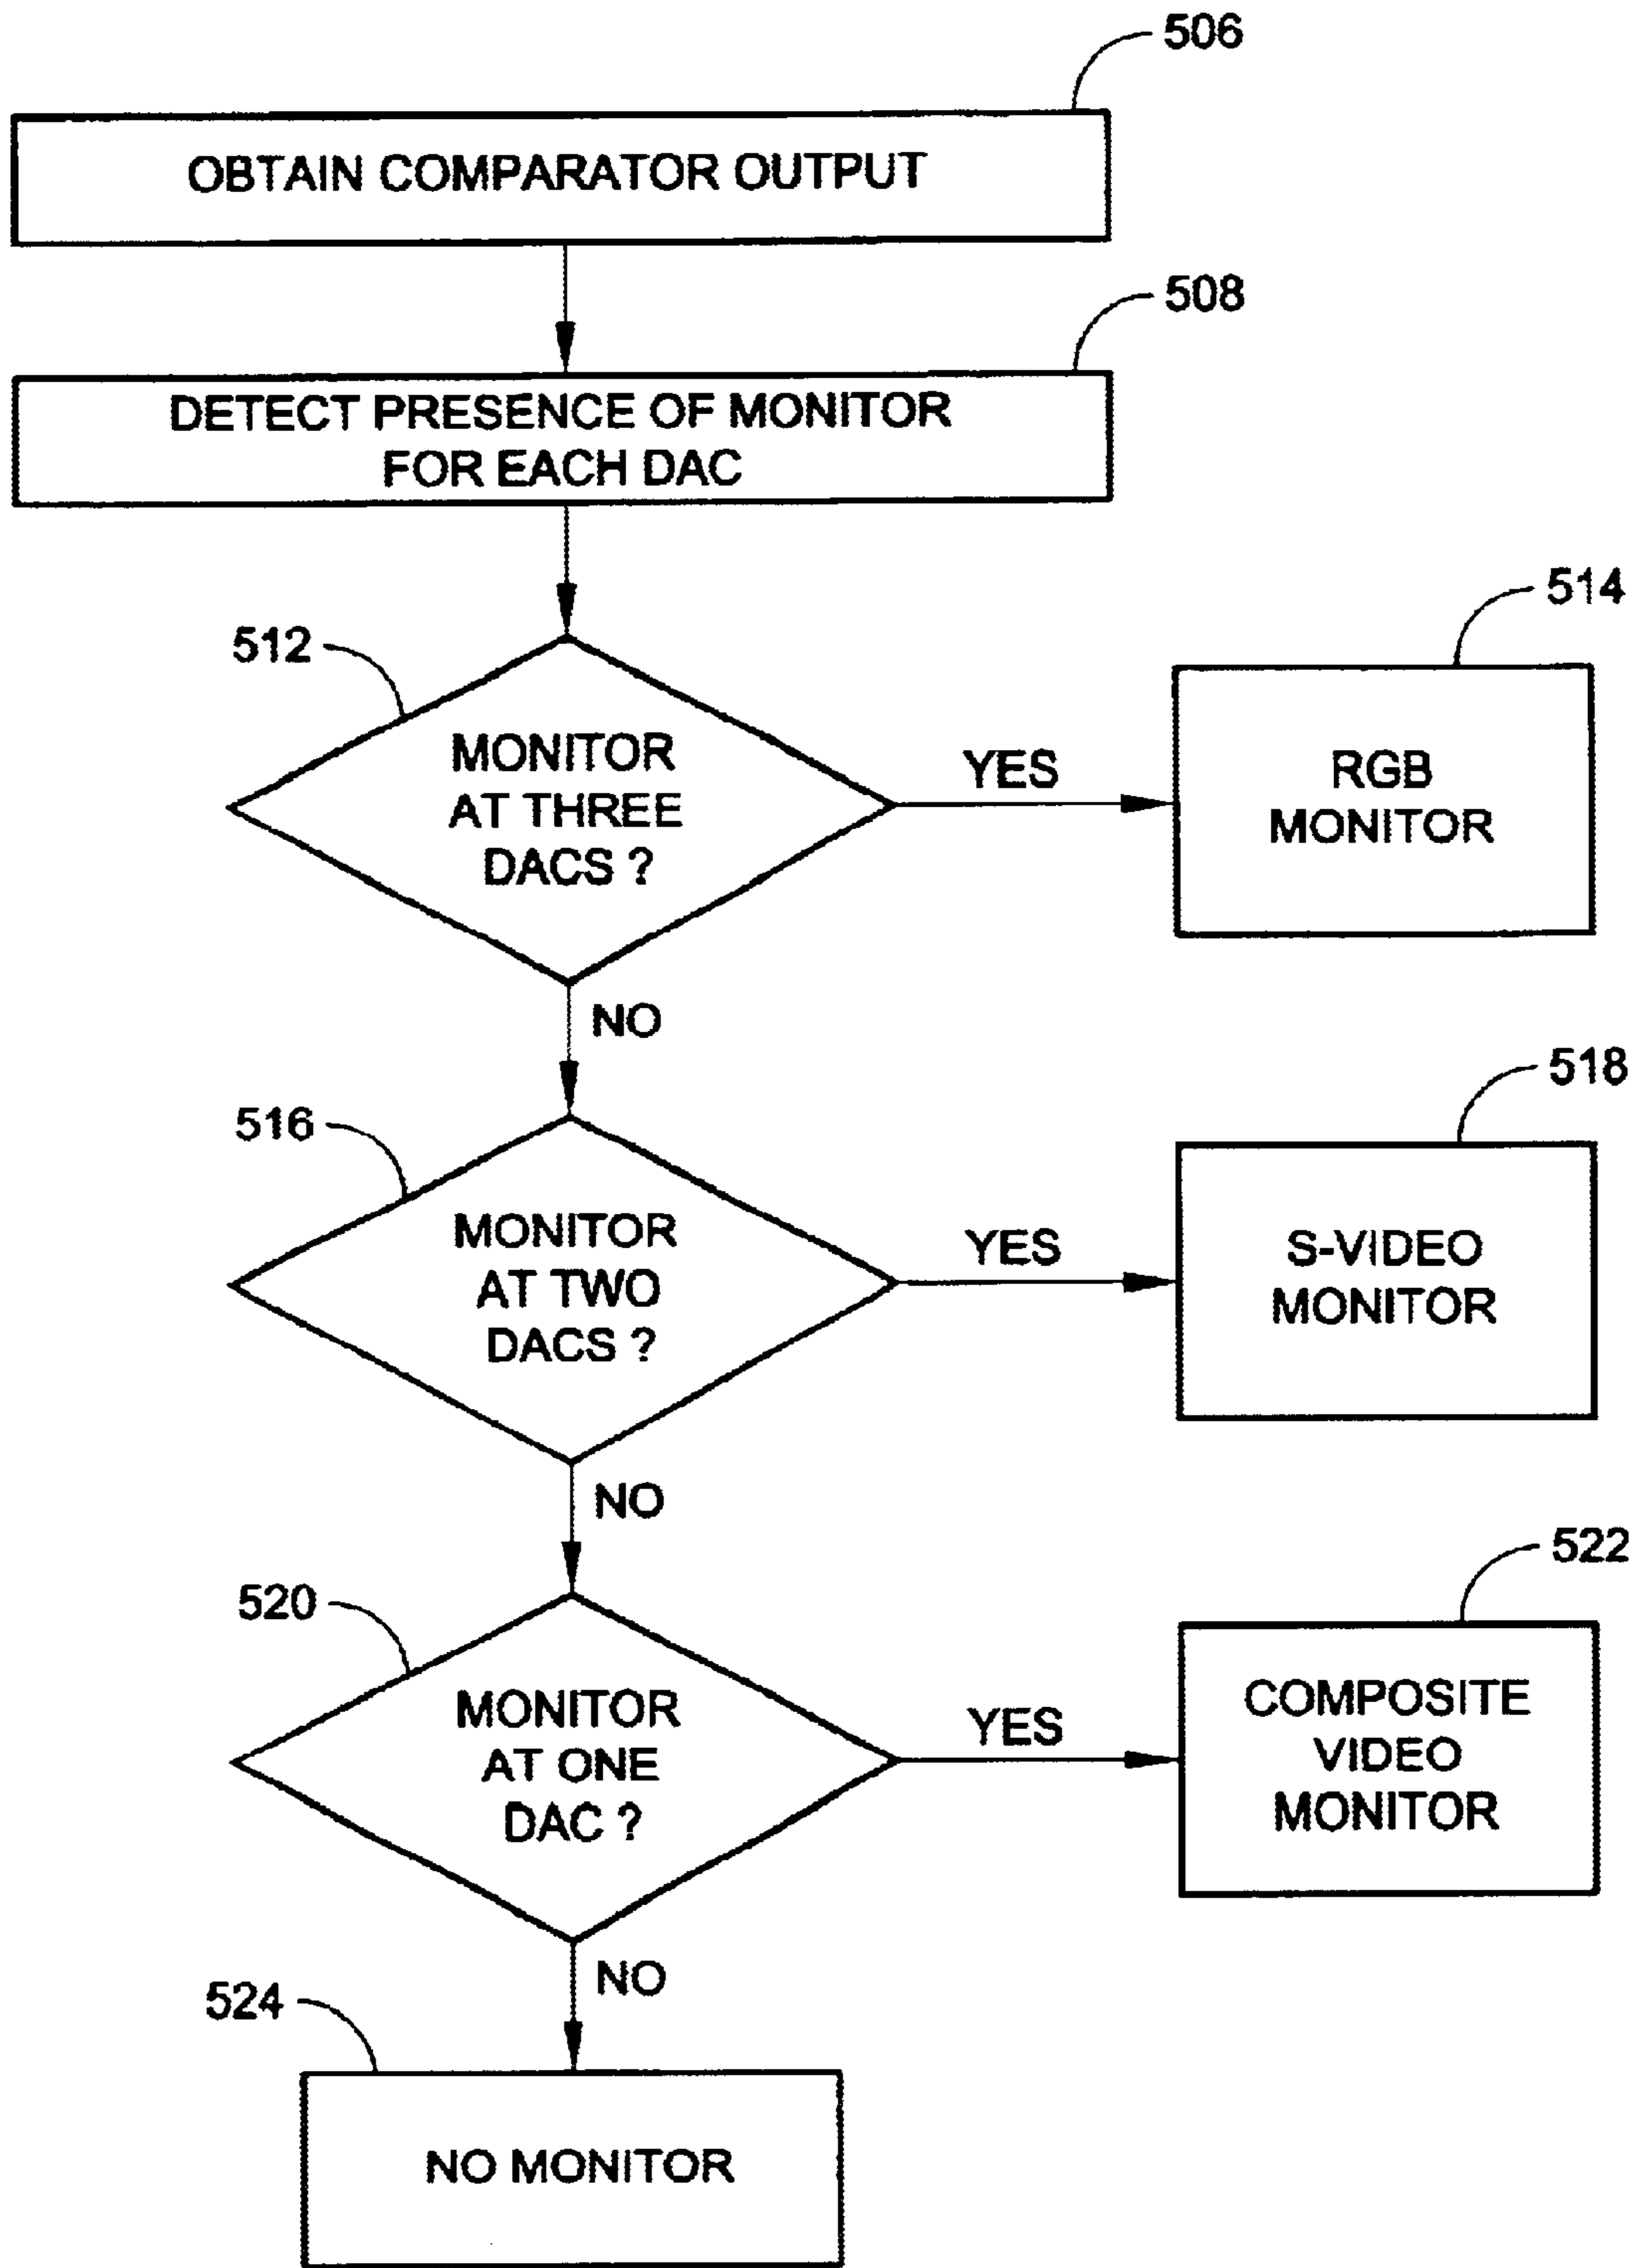 506
OBTAIN COMPARATOR OUTPUT
508
DETECT PRESENCE OF MONITOR
FOR EACH DAC
512
MONITOR
AT THREE
DACS ?
YES
514
RGB
MONITOR
NO
516
MONITOR
AT TWO
DACS ?
YES
518
S-VIDEO
MONITOR
NO
520
MONITOR
AT ONE
DAC ?
YES
522
COMPOSITE
VIDEO
MONITOR
NO
524
NO MONITOR